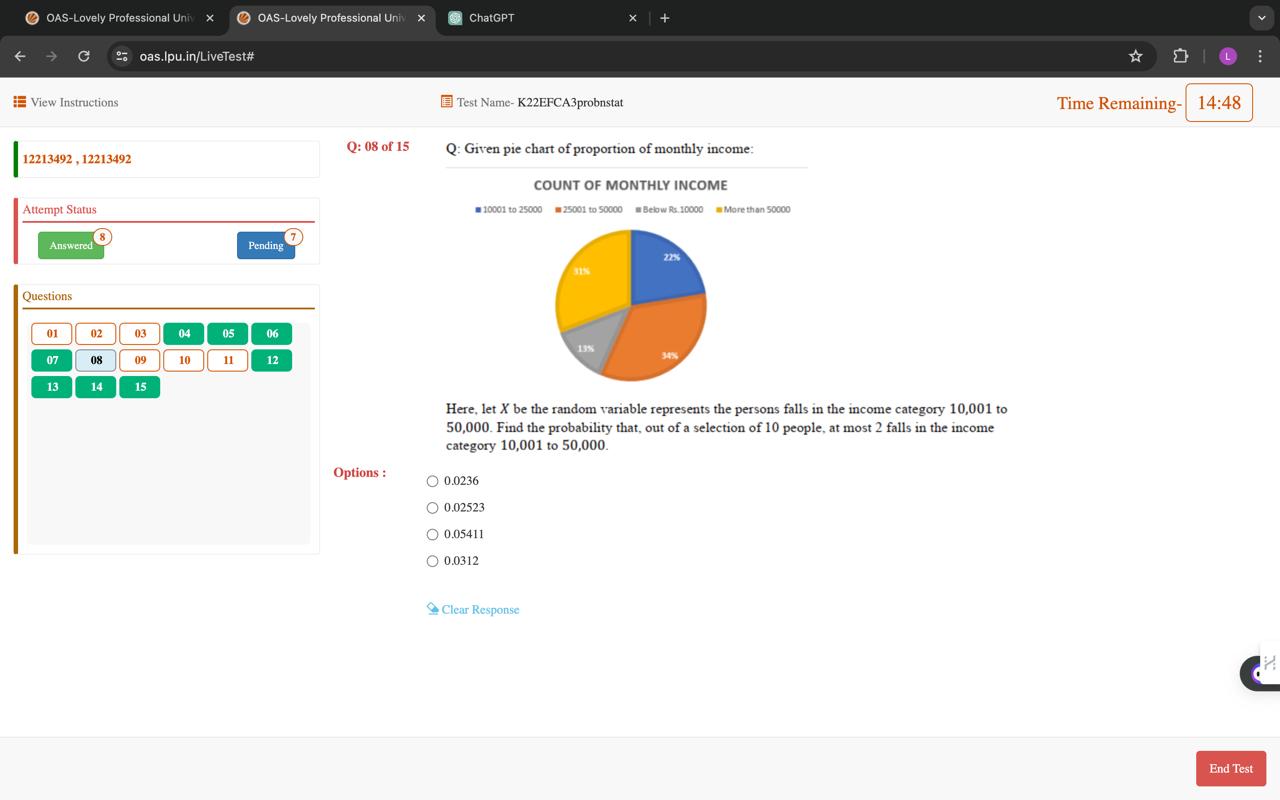 OAS-Lovely Professional Univ
OAS-Lovely Professional Univ
ChatGPT
oas.lpu.in/LiveTest#
L
View Instructions
Test Name- K22EFCA3probnstat
Time Remaining- 14:48
12213492 , 12213492
Attempt Status
Answered 8
Pending 7
Questions
01 02 03 04 05 06
07 08 09 10 11 12
13 14 15
Q: 08 of 15
Q: Given pie chart of proportion of monthly income:
COUNT OF MONTHLY INCOME
10001 to 25000 25001 to 50000 Below Rs.10000 More than 50000
22%
31%
13%
34%
Here, let X be the random variable represents the persons falls in the income category 10,001 to
50,000. Find the probability that, out of a selection of 10 people, at most 2 falls in the income
category 10,001 to 50,000.
Options :
0.0236
0.02523
0.05411
0.0312
Clear Response
End Test